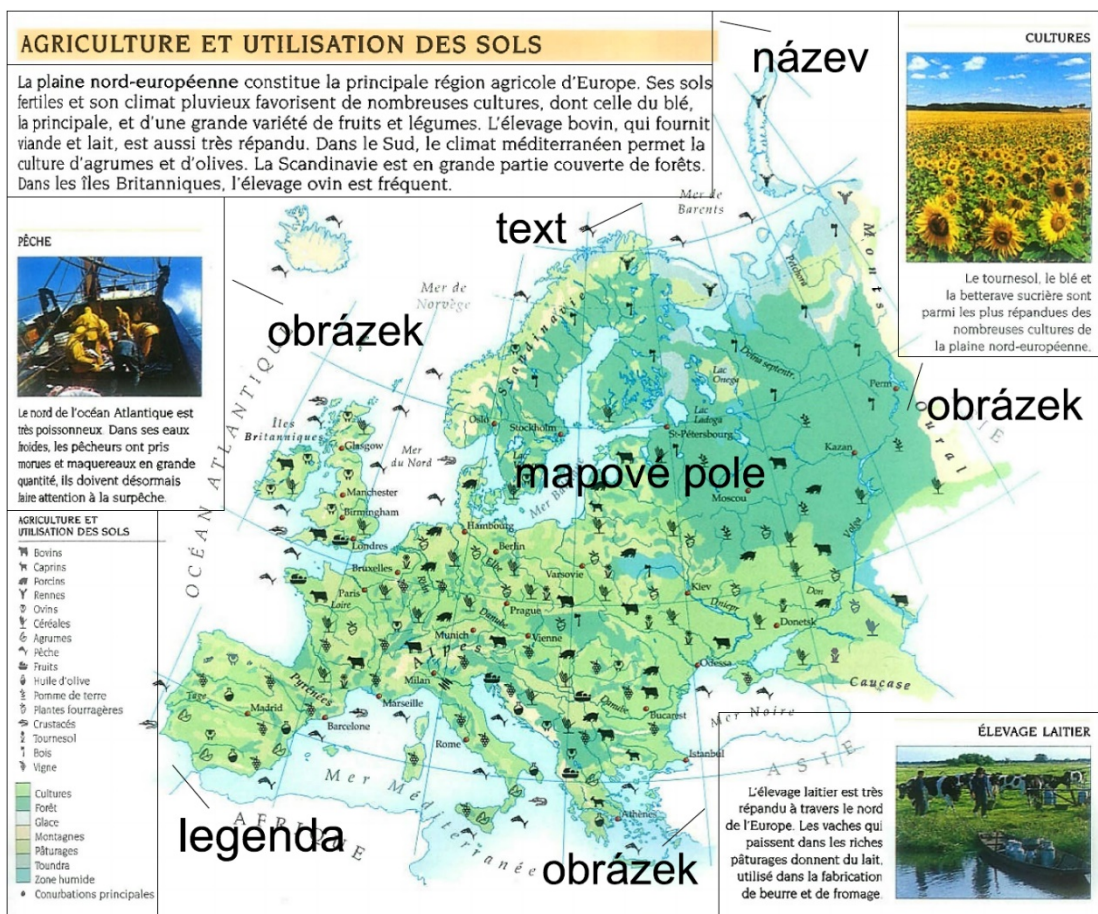 AGRICULTURE ET UTILISATION DES SOLS
La plaine nord-européenne constitue la principale région agricole d'Europe. Ses sols
fertiles et son climat pluvieux favorisent de nombreuses cultures, dont celle du blé,
la principale, et d'une grande variété de fruits et légumes. L'élevage bovin, qui fournit
viande et lait, est aussi très répandu. Dans le Sud, le climat méditerranéen permet la
culture d'agrumes et d'olives. La Scandinavie est en grande partie couverte de forêts.
Dans les îles Britanniques, l'élevage ovin est fréquent.
název
CULTURES
Le tournesol, le blé et
la betterave sucrière sont
parmi les plus répandues des
nombreuses cultures de
la plaine nord-européenne.
obrázek
text
PÊCHE
Le nord de l'océan Atlantique est
très poissonneux. Dans ses eaux
froides, les pêcheurs ont pris
morues et maquereaux en grande
quantité, ils doivent désormais
faire attention à la surpêche.
obrázek
mapové pole
Mer de
Barents
Mer de
Norvège
Monts
Oural
Petchora
Scandinavie
Dvina septentr.
Lac
Onega
Lac
Ladoga
Perm
Oslo
Stockholm
St-Pétersbourg
Kazan
Moscou
Volga
OCÉAN ATLANTIQUE
Îles
Britanniques
Glasgow
Mer
du Nord
Manchester
Birmingham
Londres
Hambourg
Berlin
Elbe
Bruxelles
Rhin
Varsovie
Kiev
Dniepr
Don
Donetsk
Paris
Loire
Prague
Danube
Munich
Vienne
Alpes
Odessa
Milan
Caucase
Pyrénées
Tage
Madrid
Barcelone
Marseille
Danube
Bucarest
Mer Noire
Rome
Istanbul
ASIE
Mer Méditerranée
Athènes
AFRIQUE
AGRICULTURE ET
UTILISATION DES SOLS
Bovins
Caprins
Porcins
Rennes
Ovins
Céréales
Agrumes
Pêche
Fruits
Huile d'olive
Pomme de terre
Plantes fourragères
Crustacés
Tournesol
Bois
Vigne
Cultures
Forêt
Glace
Montagnes
Pâturages
Toundra
Zone humide
Conurbations principales
legenda
obrázek
ÉLEVAGE LAITIER
L'élevage laitier est très
répandu à travers le nord
de l'Europe. Les vaches qui
paissent dans les riches
pâturages donnent du lait,
utilisé dans la fabrication
de beurre et de fromage.